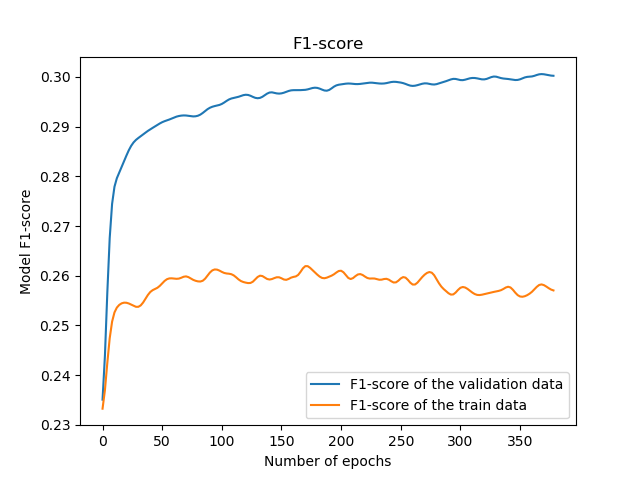 F1-score
Model F1-score
0.30
0.29
0.28
0.27
0.26
0.25
0.24
0.23
F1-score of the validation data
F1-score of the train data
0 50 100 150 200 250 300 350
Number of epochs